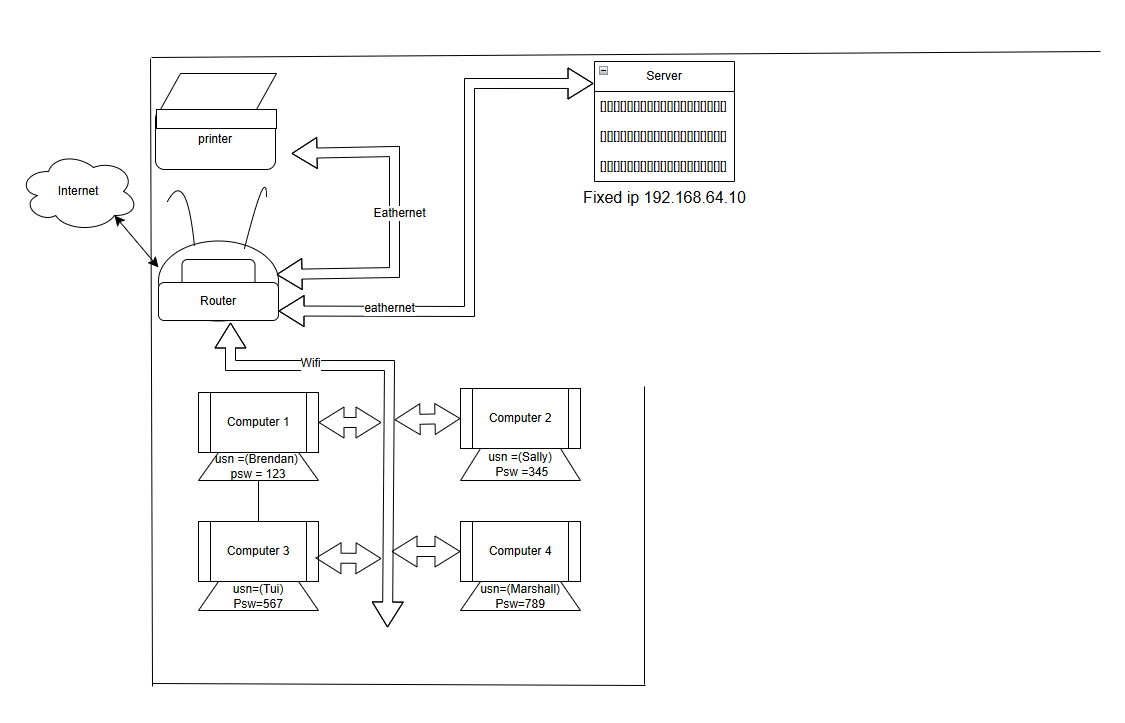 Server
▯▯▯▯▯▯▯▯▯▯▯▯▯▯▯▯▯▯▯
▯▯▯▯▯▯▯▯▯▯▯▯▯▯▯▯▯▯▯
▯▯▯▯▯▯▯▯▯▯▯▯▯▯▯▯▯▯▯
Fixed ip 192.168.64.10
printer
Internet
Eathernet
Router
eathernet
Wifi
Computer 1
usn =(Brendan)
psw = 123
Computer 2
usn =(Sally)
Psw =345
Computer 3
usn=(Tui)
Psw=567
Computer 4
usn=(Marshall)
Psw=789